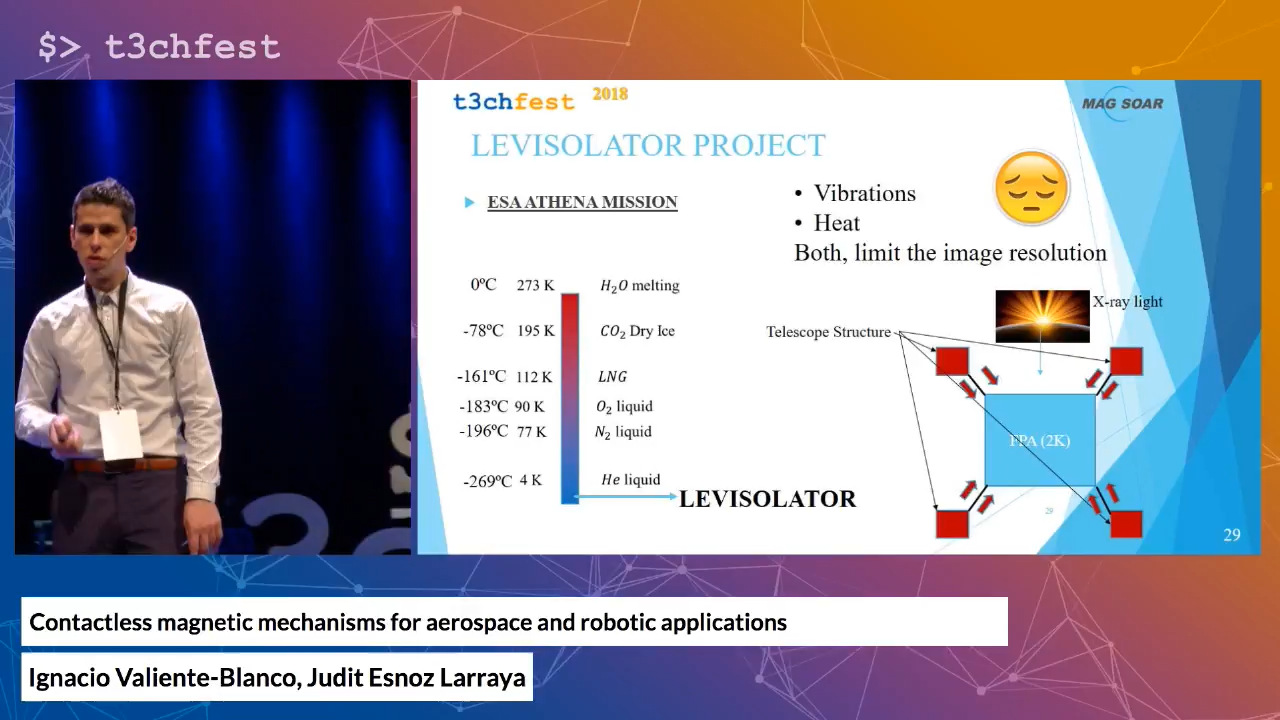 $> t3chfest
t3chfest 2018
MAG SOAR
LEVISOLATOR PROJECT
ESA ATHENA MISSION
• Vibrations
• Heat
Both, limit the image resolution
0ºC 273 K H₂O melting
-78ºC 195 K CO₂ Dry Ice
-161ºC 112 K LNG
-183ºC 90 K O₂ liquid
-196ºC 77 K N₂ liquid
-269ºC 4 K He liquid
LEVISOLATOR
X-ray light
Telescope Structure
FPA (2K)
29
29
Contactless magnetic mechanisms for aerospace and robotic applications
Ignacio Valiente-Blanco, Judit Esnoz Larraya